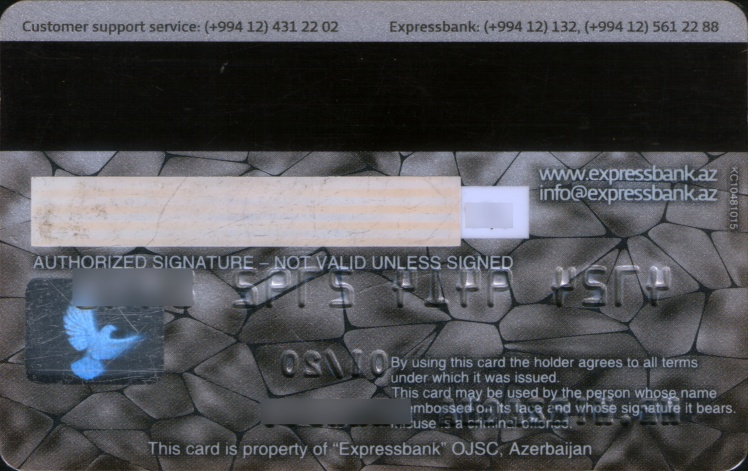 Customer support service: (+994 12) 431 22 02 Expressbank: (+994 12) 132, (+994 12) 561 22 88
www.expressbank.az
info@expressbank.az
KC10481015
AUTHORIZED SIGNATURE – NOT VALID UNLESS SIGNED
01/20
By using this card the holder agrees to all terms
under which it was issued.
This card may be used by the person whose name
embossed on its face and whose signature it bears.
is a criminal offence.
This card is property of “Expressbank” OJSC, Azerbaijan